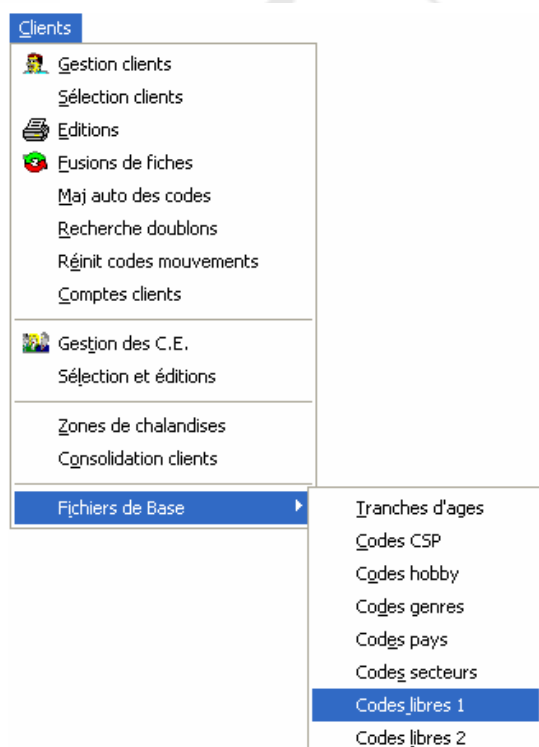 Clients
Gestion clients
Sélection clients
Editions
Fusions de fiches
Maj auto des codes
Recherche doublons
Réinit codes mouvements
Comptes clients
Gestion des C.E.
Sélection et éditions
Zones de chalandises
Consolidation clients
Fichiers de Base
Tranches d'ages
Codes CSP
Codes hobby
Codes genres
Codes pays
Codes secteurs
Codes libres 1
Codes libres 2